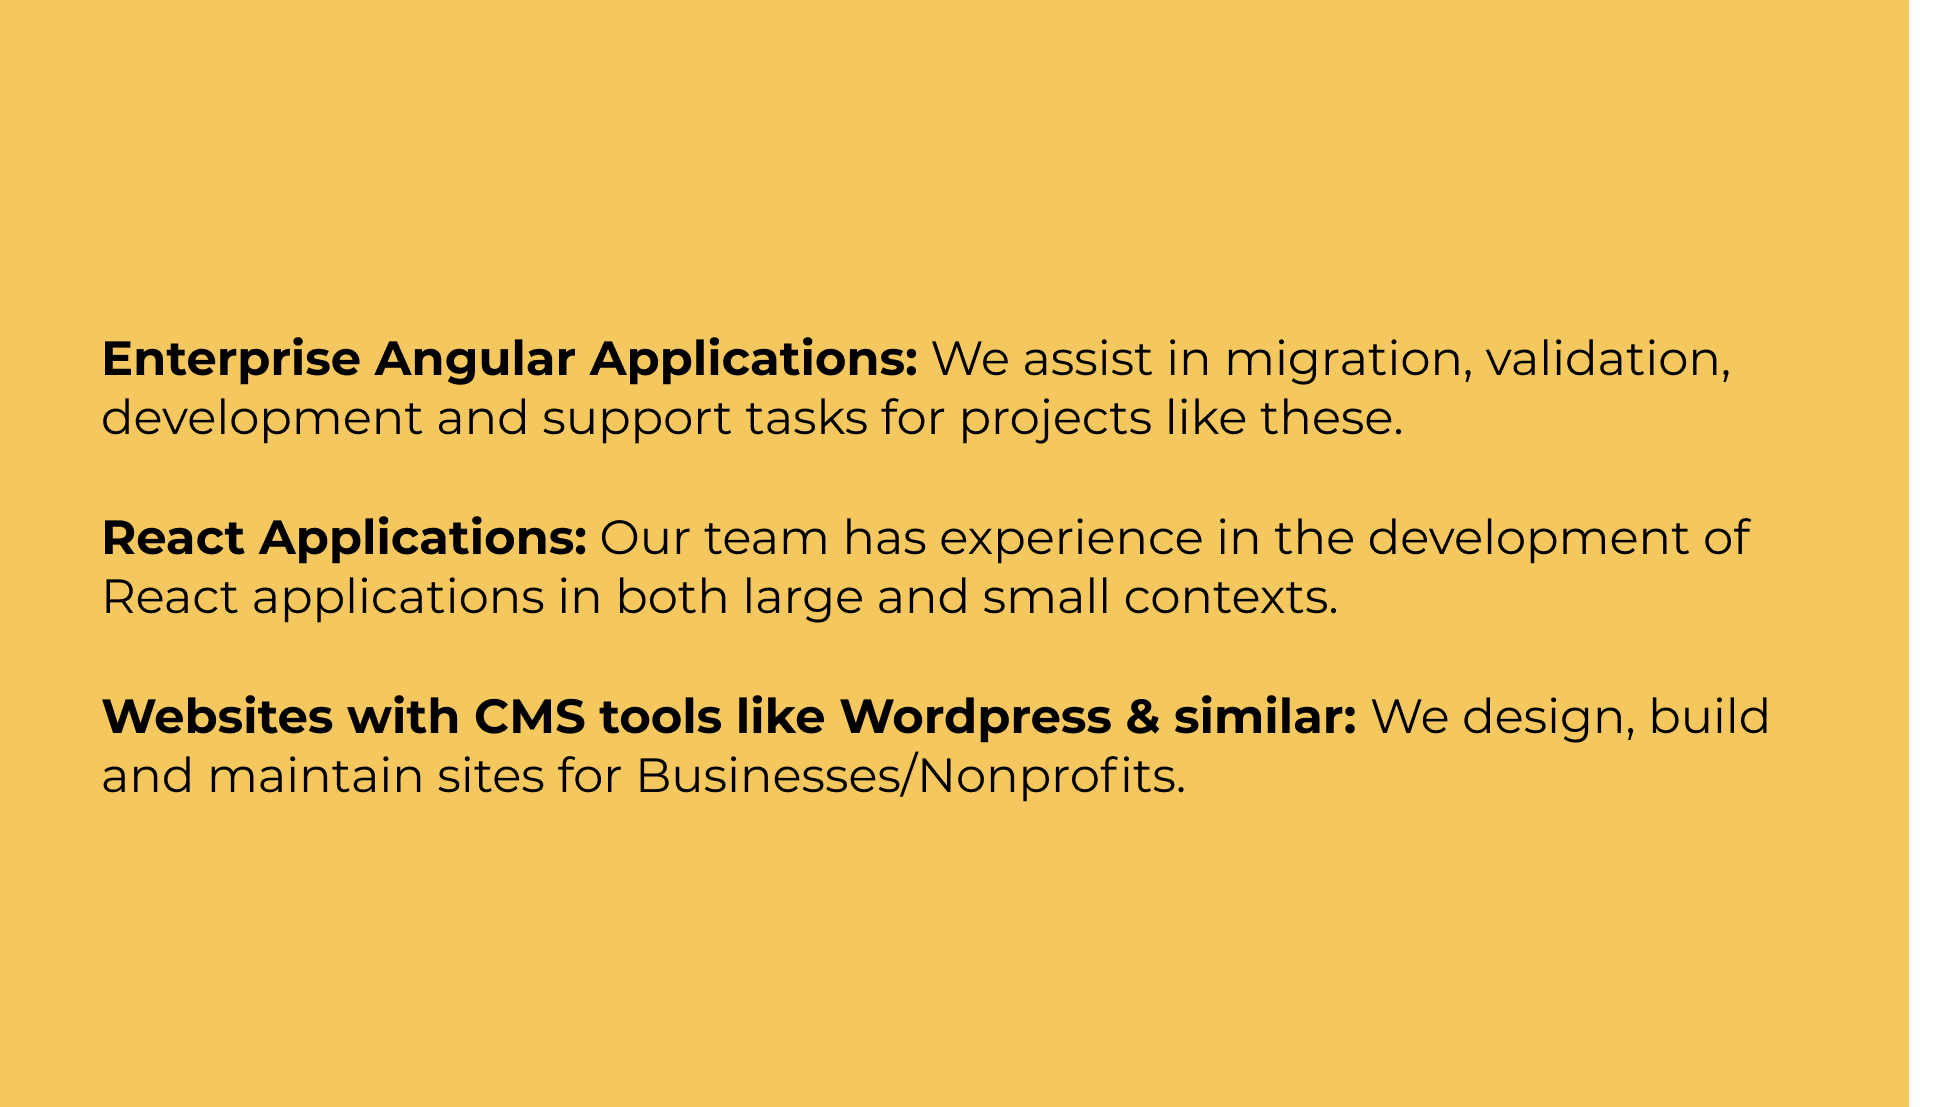 Enterprise Angular Applications: We assist in migration, validation,
development and support tasks for projects like these.
React Applications: Our team has experience in the development of
React applications in both large and small contexts.
Websites with CMS tools like Wordpress & similar: We design, build
and maintain sites for Businesses/Nonprofits.